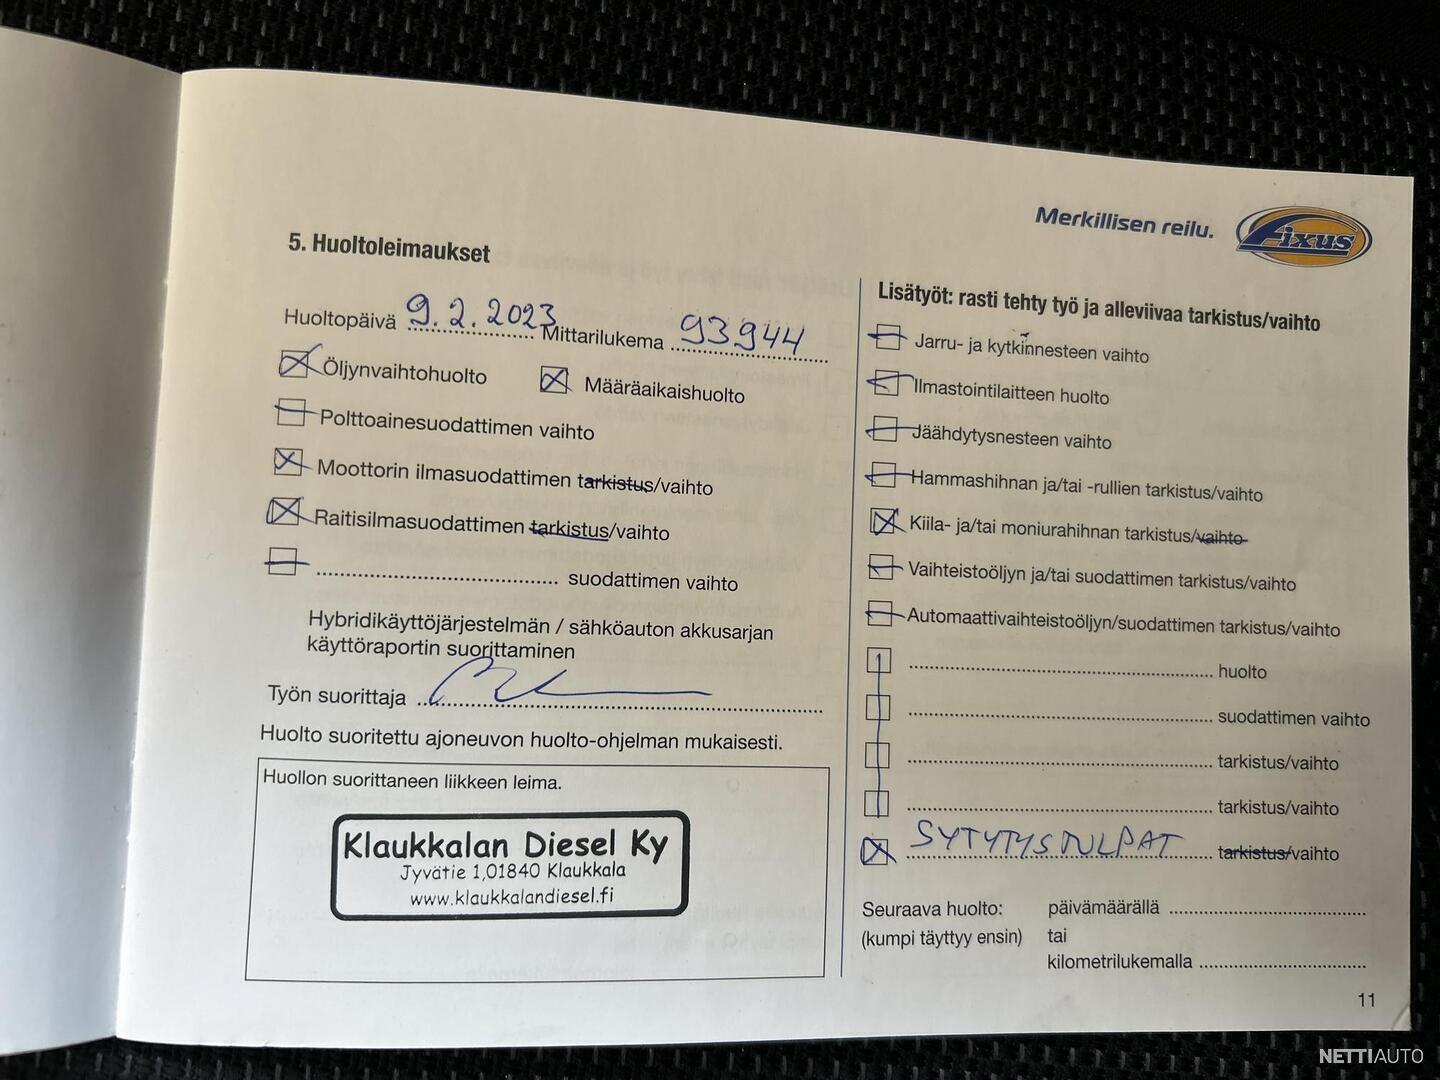 Merkillisen reilu. Fixus
5. Huoltoleimaukset
Huoltopäivä 9.2.2023 Mittarilukema 93944
Öljynvaihtohuolto Määräaikaishuolto
Polttoainesuodattimen vaihto
Moottorin ilmasuodattimen tarkistus/vaihto
Raitisilmasuodattimen tarkistus/vaihto
suodattimen vaihto
Hybridikäyttöjärjestelmän / sähköauton akkusarjan
käyttöraportin suorittaminen
Työn suorittaja
Huolto suoritettu ajoneuvon huolto-ohjelman mukaisesti.
Huollon suorittaneen liikkeen leima.
Klaukkalan Diesel Ky
Jyvätie 1,01840 Klaukkala
www.klaukkalandiesel.fi
Lisätyöt: rasti tehty työ ja alleviivaa tarkistus/vaihto
Jarru- ja kytkinnesteen vaihto
Ilmastointilaitteen huolto
Jäähdytysnesteen vaihto
Hammashihnan ja/tai -rullien tarkistus/vaihto
Kiila- ja/tai moniurahihnan tarkistus/vaihto
Vaihteistoöljyn ja/tai suodattimen tarkistus/vaihto
Automaattivaihteistoöljyn/suodattimen tarkistus/vaihto
huolto
suodattimen vaihto
tarkistus/vaihto
tarkistus/vaihto
SYTYTYSTULPAT tarkistus/vaihto
Seuraava huolto: päivämäärällä
(kumpi täyttyy ensin) tai
kilometrilukemalla
11
NETTIAUTO